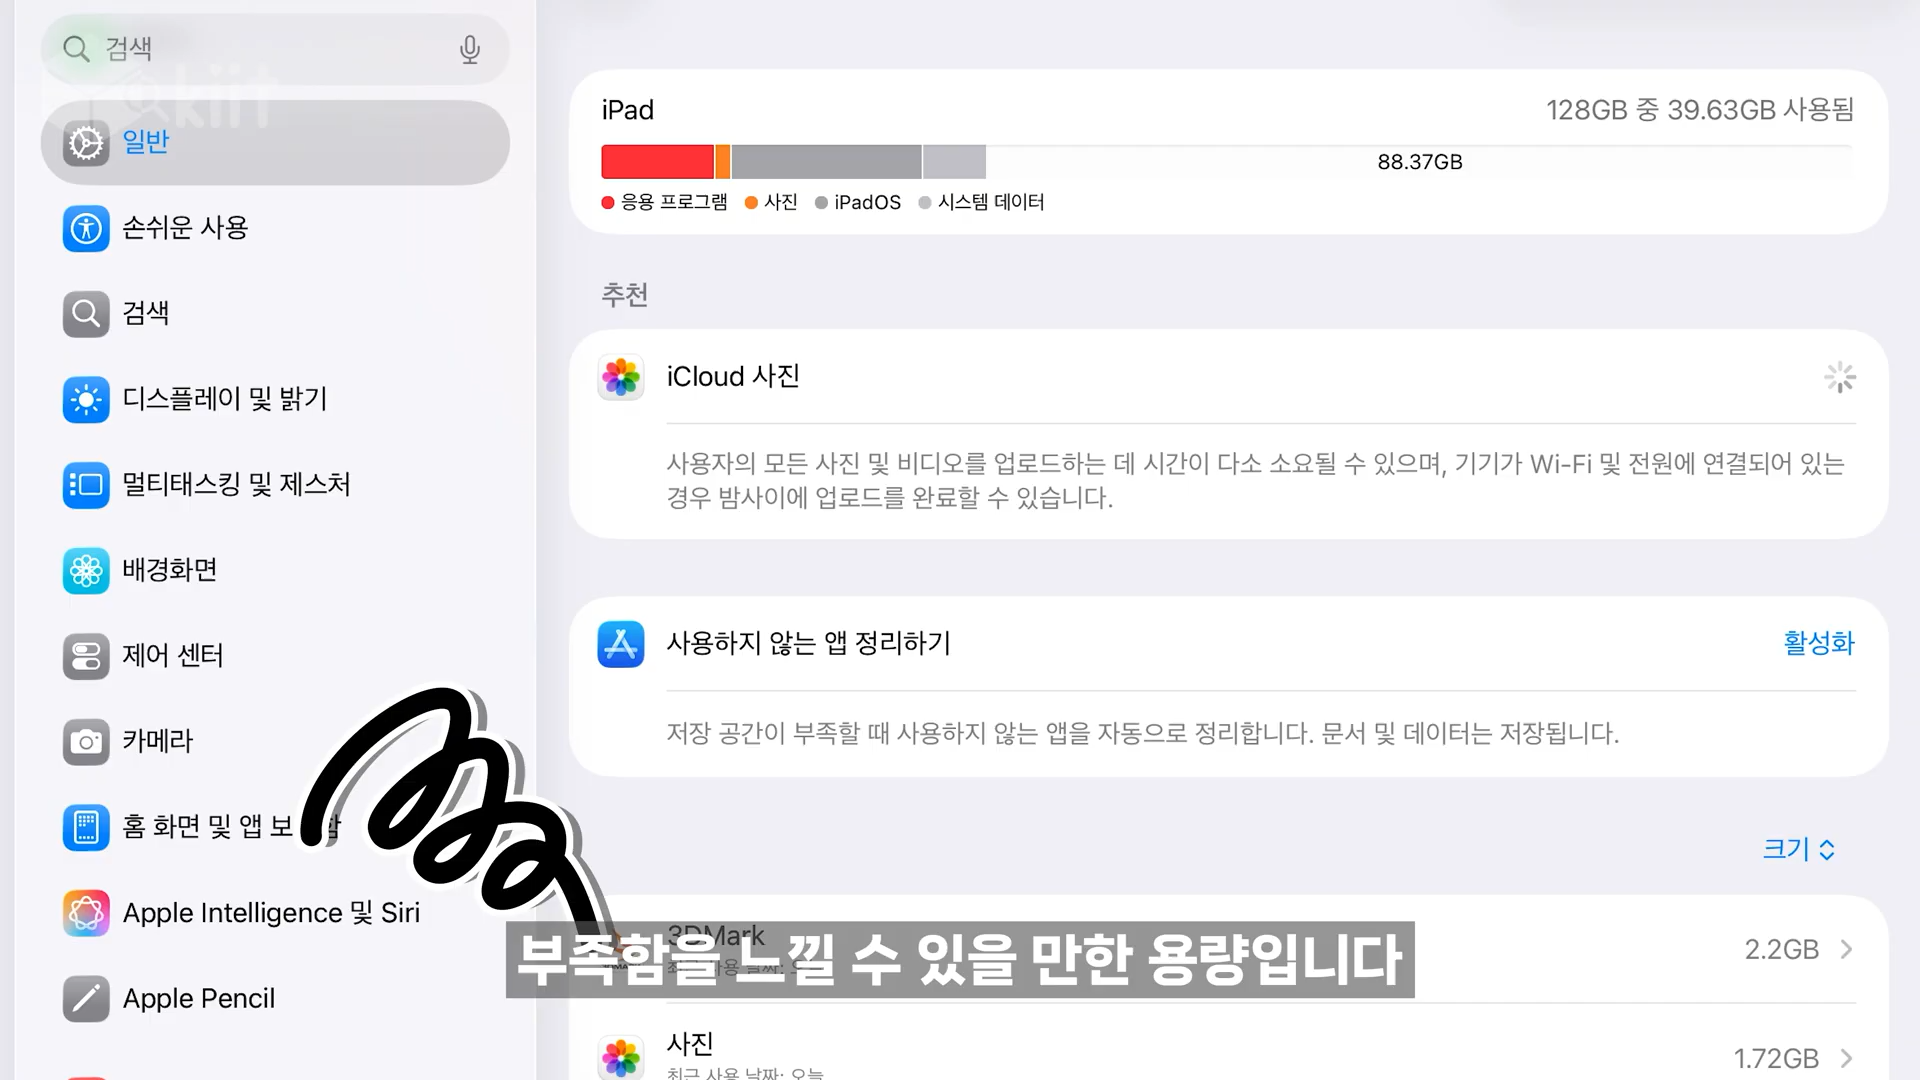 검색
kiit
일반
손쉬운 사용
검색
디스플레이 및 밝기
멀티태스킹 및 제스처
배경화면
제어 센터
카메라
홈 화면 및 앱 보
Apple Intelligence 및 Siri
Apple Pencil
iPad
128GB 중 39.63GB 사용됨
88.37GB
응용 프로그램 사진 iPadOS 시스템 데이터
추천
iCloud 사진
사용자의 모든 사진 및 비디오를 업로드하는 데 시간이 다소 소요될 수 있으며, 기기가 Wi-Fi 및 전원에 연결되어 있는
경우 밤사이에 업로드를 완료할 수 있습니다.
사용하지 않는 앱 정리하기
활성화
저장 공간이 부족할 때 사용하지 않는 앱을 자동으로 정리합니다. 문서 및 데이터는 저장됩니다.
크기
3DMark
2.2GB
부족함을 느낄 수 있을 만한 용량입니다
사진
1.72GB
최근 사용 날짜: 오늘